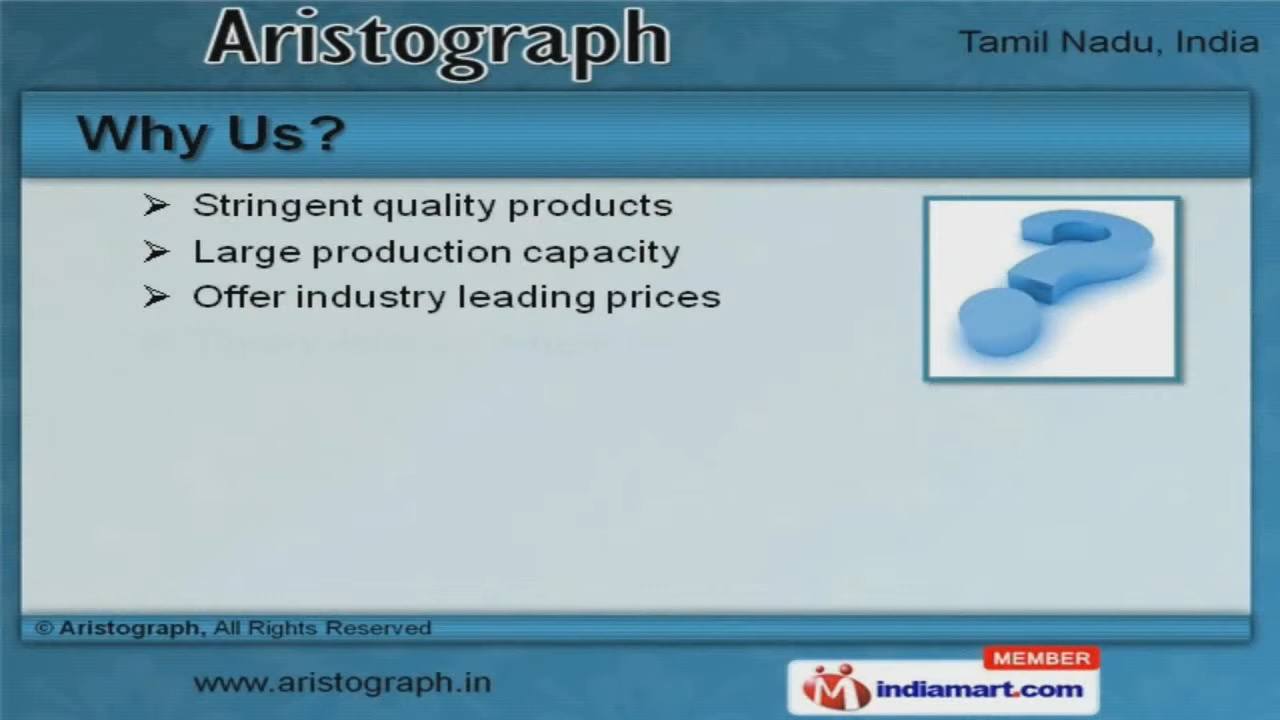 Aristograph
Tamil Nadu, India
Why Us?
Stringent quality products
Large production capacity
Offer industry leading prices
© Aristograph, All Rights Reserved
www.aristograph.in
MEMBER
indiamart.com